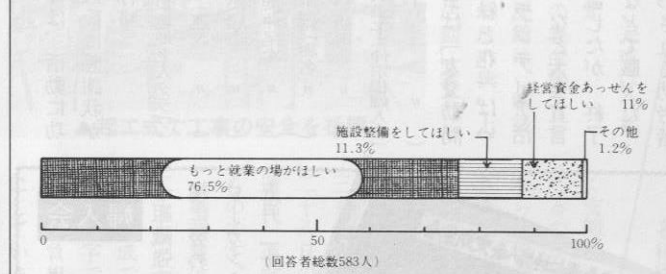 経営資金あっせんを
してほしい 11%
施設整備をしてほしい
11.3%
その他
1.2%
もっと就業の場がほしい
76.5%
0 50 100%
(回答者総数583人)